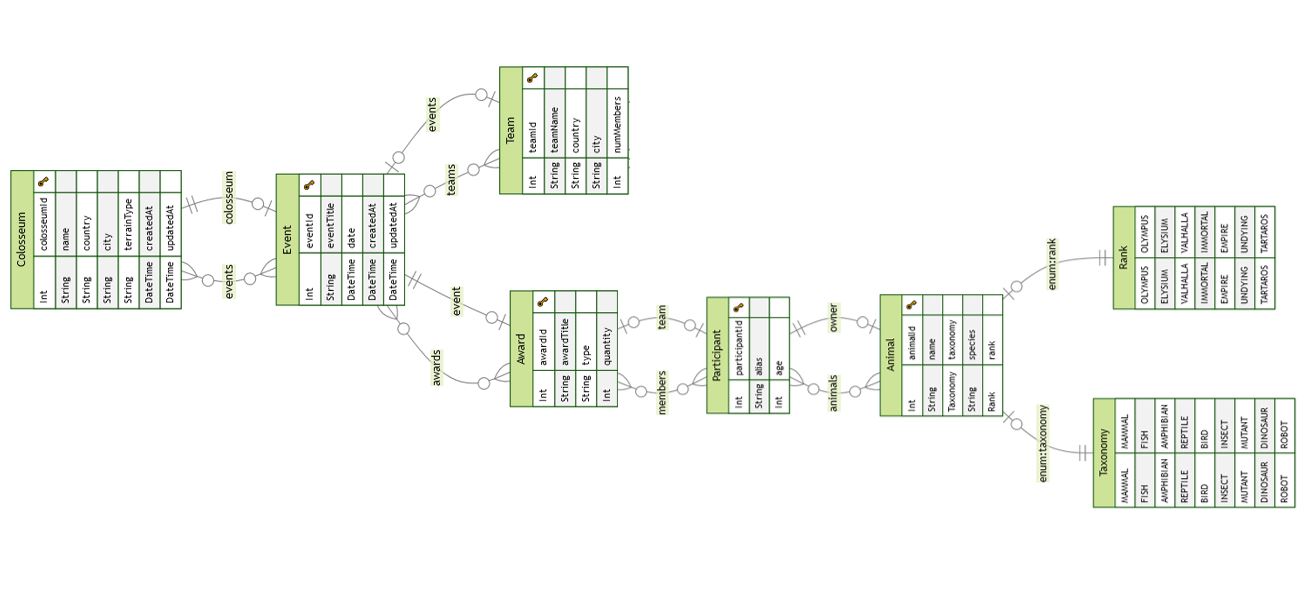 Colosseum
Int colosseumId
String name
String country
String city
String terrainType
DateTime createdAt
DateTime updatedAt
colosseum
events
Event
Int eventId
String eventTitle
DateTime date
DateTime createdAt
DateTime updatedAt
events
teams
Team
Int teamId
String teamName
String country
String city
Int numMembers
event
awards
Award
Int awardId
String awardTitle
String type
Int quantity
team
members
Participant
Int participantId
String alias
Int age
owner
animals
Animal
Int animalId
String name
Taxonomy taxonomy
String species
Rank rank
enum:rank
enum:taxonomy
Rank
OLYMPUS OLYMPUS
ELYSIUM ELYSIUM
VALHALLA VALHALLA
IMMORTAL IMMORTAL
EMPIRE EMPIRE
UNDYING UNDYING
TARTAROS TARTAROS
Taxonomy
MAMMAL MAMMAL
FISH FISH
AMPHIBIAN AMPHIBIAN
REPTILE REPTILE
BIRD BIRD
INSECT INSECT
MUTANT MUTANT
DINOSAUR DINOSAUR
ROBOT ROBOT